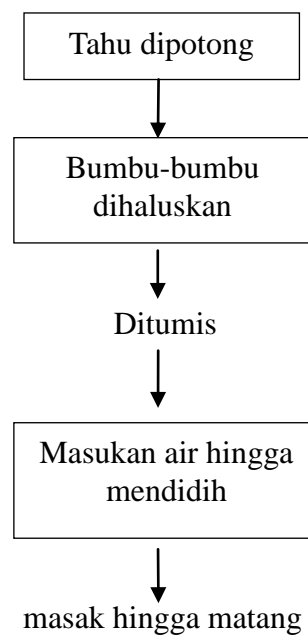 Tahu dipotong
Bumbu-bumbu
dihaluskan
Ditumis
Masukan air hingga
mendidih
masak hingga matang